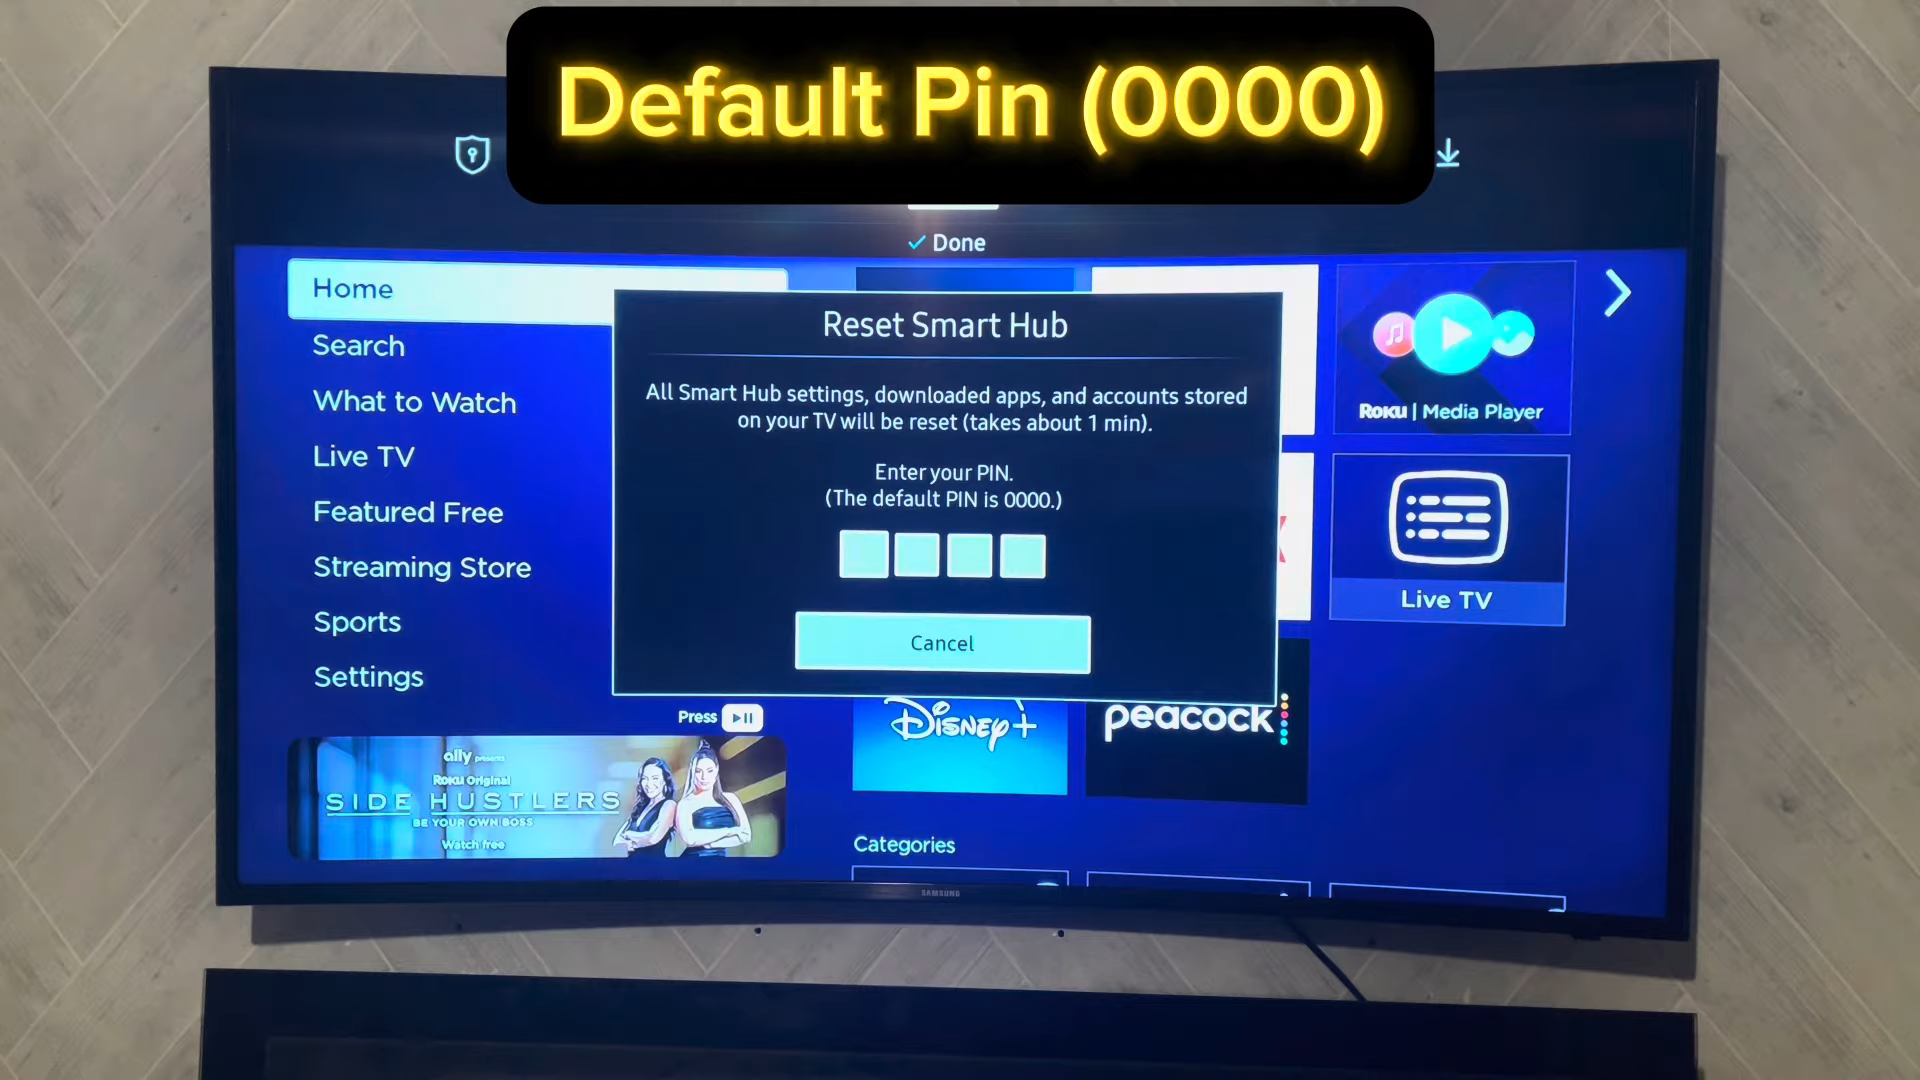 Default Pin (0000)
Done
Home
Search
What to Watch
Live TV
Featured Free
Streaming Store
Sports
Settings
Reset Smart Hub
All Smart Hub settings, downloaded apps, and accounts stored
on your TV will be reset (takes about 1 min).
Enter your PIN.
(The default PIN is 0000.)
Cancel
Roku | Media Player
Live TV
Press
ally presents
Roku Original
SIDE HUSTLERS
BE YOUR OWN BOSS
Watch free
Disney+
peacock
Categories
SAMSUNG